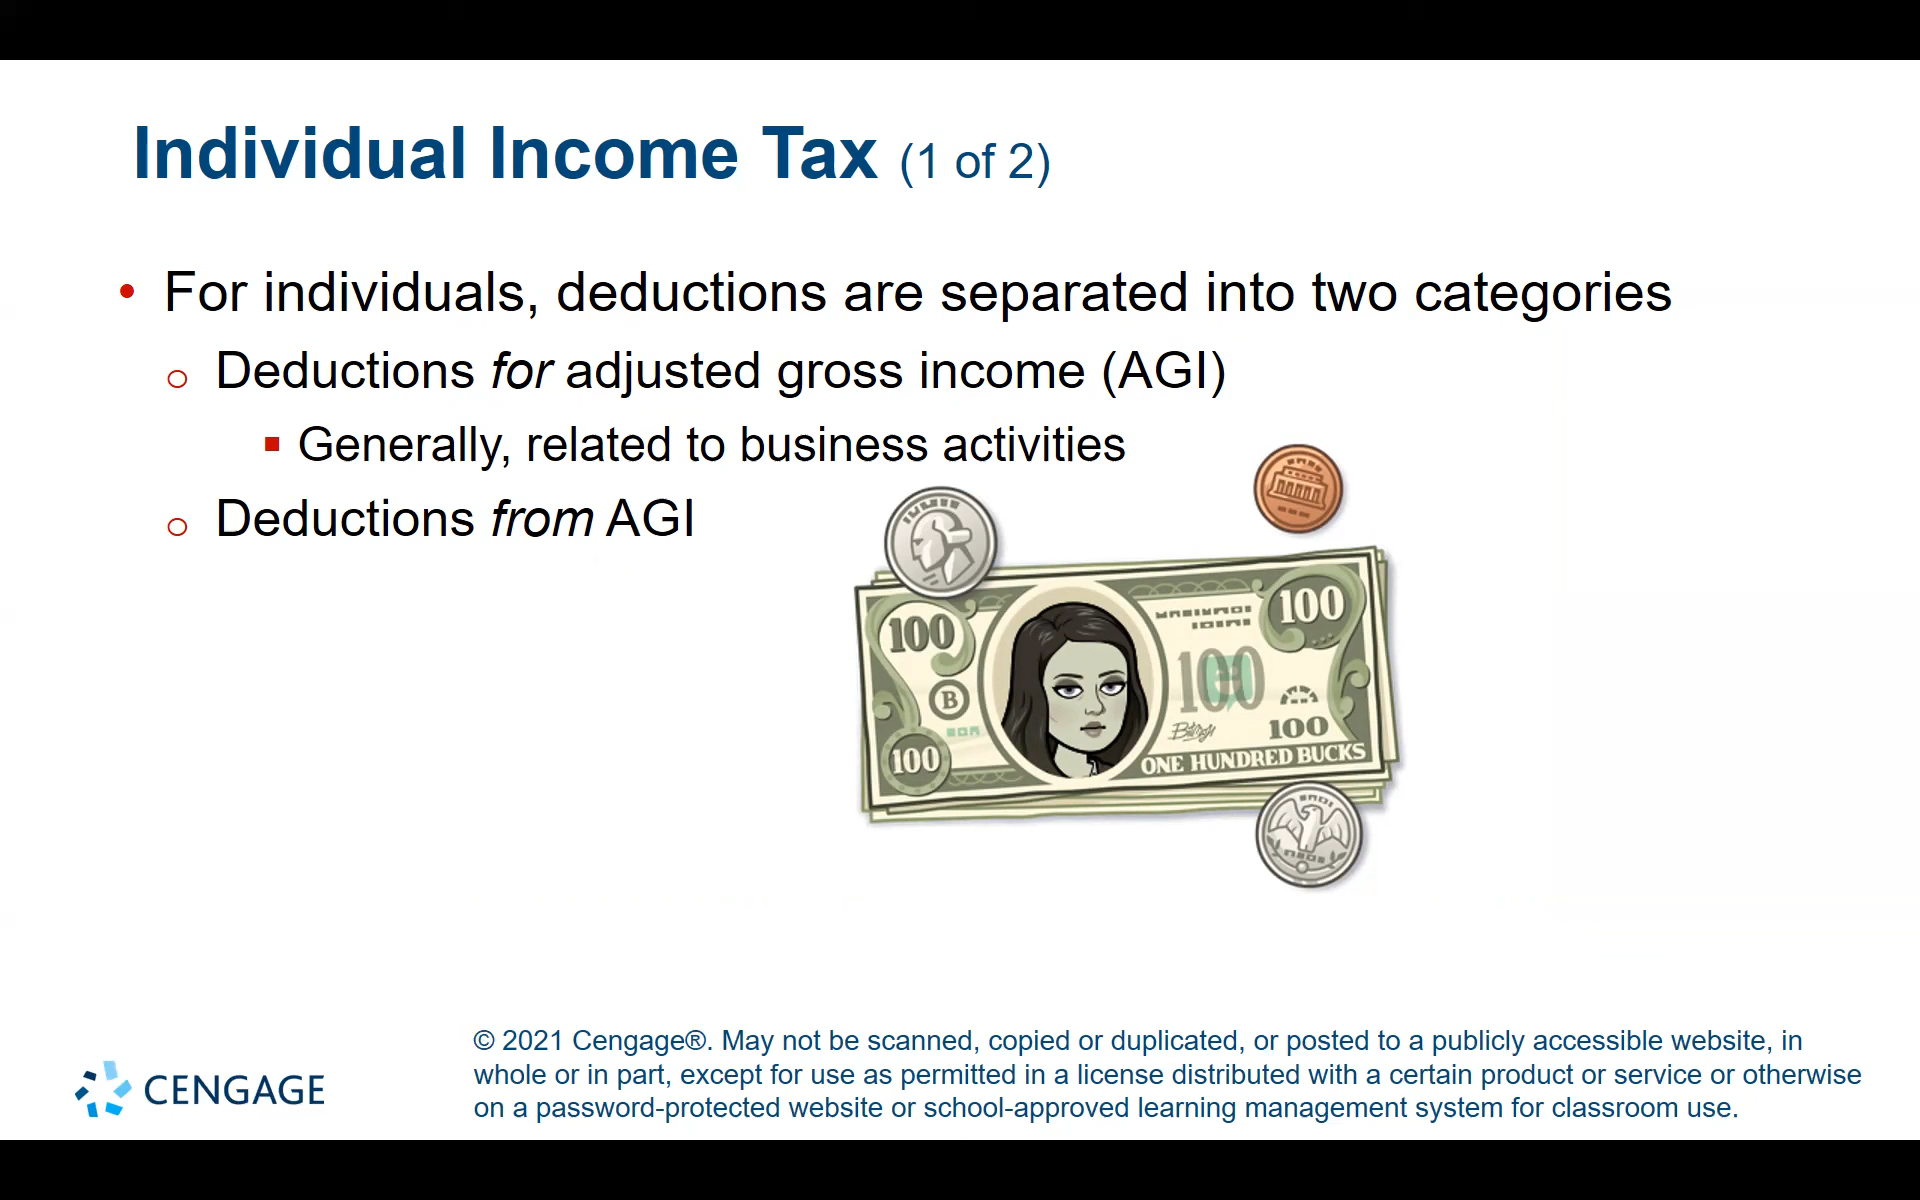 Individual Income Tax (1 of 2)
• For individuals, deductions are separated into two categories
o Deductions for adjusted gross income (AGI)
▪ Generally, related to business activities
o Deductions from AGI
100
100
100
B
100
100
ONE HUNDRED BUCKS
CENGAGE
© 2021 Cengage®. May not be scanned, copied or duplicated, or posted to a publicly accessible website, in
whole or in part, except for use as permitted in a license distributed with a certain product or service or otherwise
on a password-protected website or school-approved learning management system for classroom use.